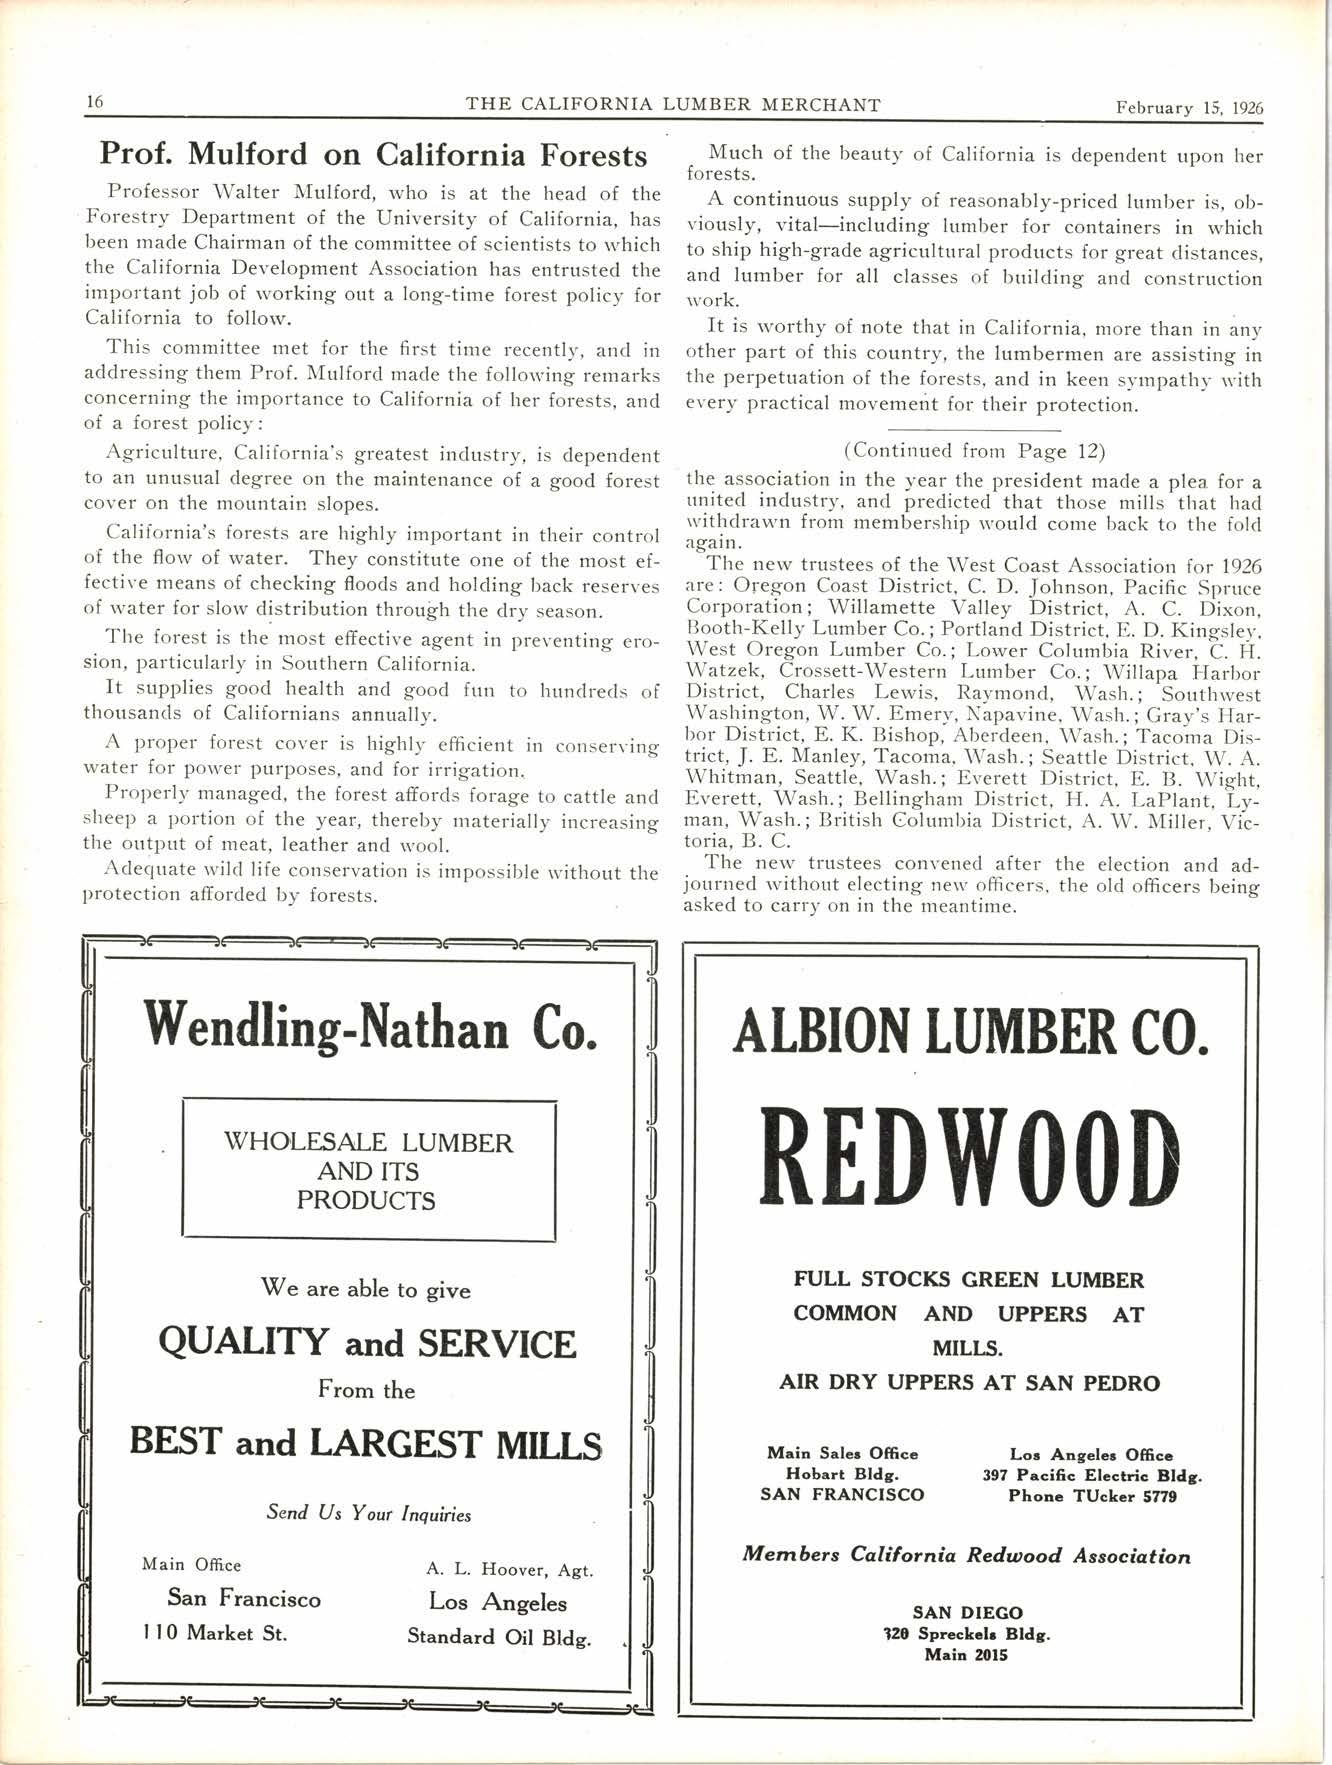 16
THE CALIFORNIA LUMBER MERCHANT
February 15, 1926
Prof. Mulford on California Forests
Professor Walter Mulford, who is at the head of the
Forestry Department of the University of California, has
been made Chairman of the committee of scientists to which
the California Development Association has entrusted the
important job of working out a long-time forest policy for
California to follow.
This committee met for the first time recently, and in
addressing them Prof. Mulford made the following remarks
concerning the importance to California of her forests, and
of a forest policy:
Agriculture, California's greatest industry, is dependent
to an unusual degree on the maintenance of a good forest
cover on the mountain slopes.
California's forests are highly important in their control
of the flow of water. They constitute one of the most ef-
fective means of checking floods and holding back reserves
of water for slow distribution through the dry season.
The forest is the most effective agent in preventing ero-
sion, particularly in Southern California.
It supplies good health and good fun to hundreds of
thousands of Californians annually.
A proper forest cover is highly efficient in conserving
water for power purposes, and for irrigation.
Properly managed, the forest affords forage to cattle and
sheep a portion of the year, thereby materially increasing
the output of meat, leather and wool.
Adequate wild life conservation is impossible without the
protection afforded by forests.
Much of the beauty of California is dependent upon her
forests.
A continuous supply of reasonably-priced lumber is, ob-
viously, vital—including lumber for containers in which
to ship high-grade agricultural products for great distances,
and lumber for all classes of building and construction
work.
It is worthy of note that in California, more than in any
other part of this country, the lumbermen are assisting in
the perpetuation of the forests, and in keen sympathy with
every practical movement for their protection.
(Continued from Page 12)
the association in the year the president made a plea for a
united industry, and predicted that those mills that had
withdrawn from membership would come back to the fold
again.
The new trustees of the West Coast Association for 1926
are: Oregon Coast District, C. D. Johnson, Pacific Spruce
Corporation; Willamette Valley District, A. C. Dixon,
Booth-Kelly Lumber Co.; Portland District, E. D. Kingsley,
West Oregon Lumber Co.; Lower Columbia River, C. H.
Watzek, Crossett-Western Lumber Co.; Willapa Harbor
District, Charles Lewis, Raymond, Wash.; Southwest
Washington, W. W. Emery, Napavine, Wash.; Gray's Har-
bor District, E. K. Bishop, Aberdeen, Wash.; Tacoma Dis-
trict, J. E. Manley, Tacoma, Wash.; Seattle District, W. A.
Whitman, Seattle, Wash.; Everett District, E. B. Wight,
Everett, Wash.; Bellingham District, H. A. LaPlant, Ly-
man, Wash.; British Columbia District, A. W. Miller, Vic-
toria, B. C.
The new trustees convened after the election and ad-
journed without electing new officers, the old officers being
asked to carry on in the meantime.
Wendling-Nathan Co.
WHOLESALE LUMBER
AND ITS
PRODUCTS
We are able to give
QUALITY and SERVICE
From the
BEST and LARGEST MILLS
Send Us Your Inquiries
Main Office
San Francisco
110 Market St.
A. L. Hoover, Agt.
Los Angeles
Standard Oil Bldg.
ALBION LUMBER CO.
REDWOOD
FULL STOCKS GREEN LUMBER
COMMON AND UPPERS AT
MILLS.
AIR DRY UPPERS AT SAN PEDRO
Main Sales Office
Hobart Bldg.
SAN FRANCISCO
Los Angeles Office
397 Pacific Electric Bldg.
Phone TUcker 5779
Members California Redwood Association
SAN DIEGO
320 Spreckels Bldg.
Main 2015